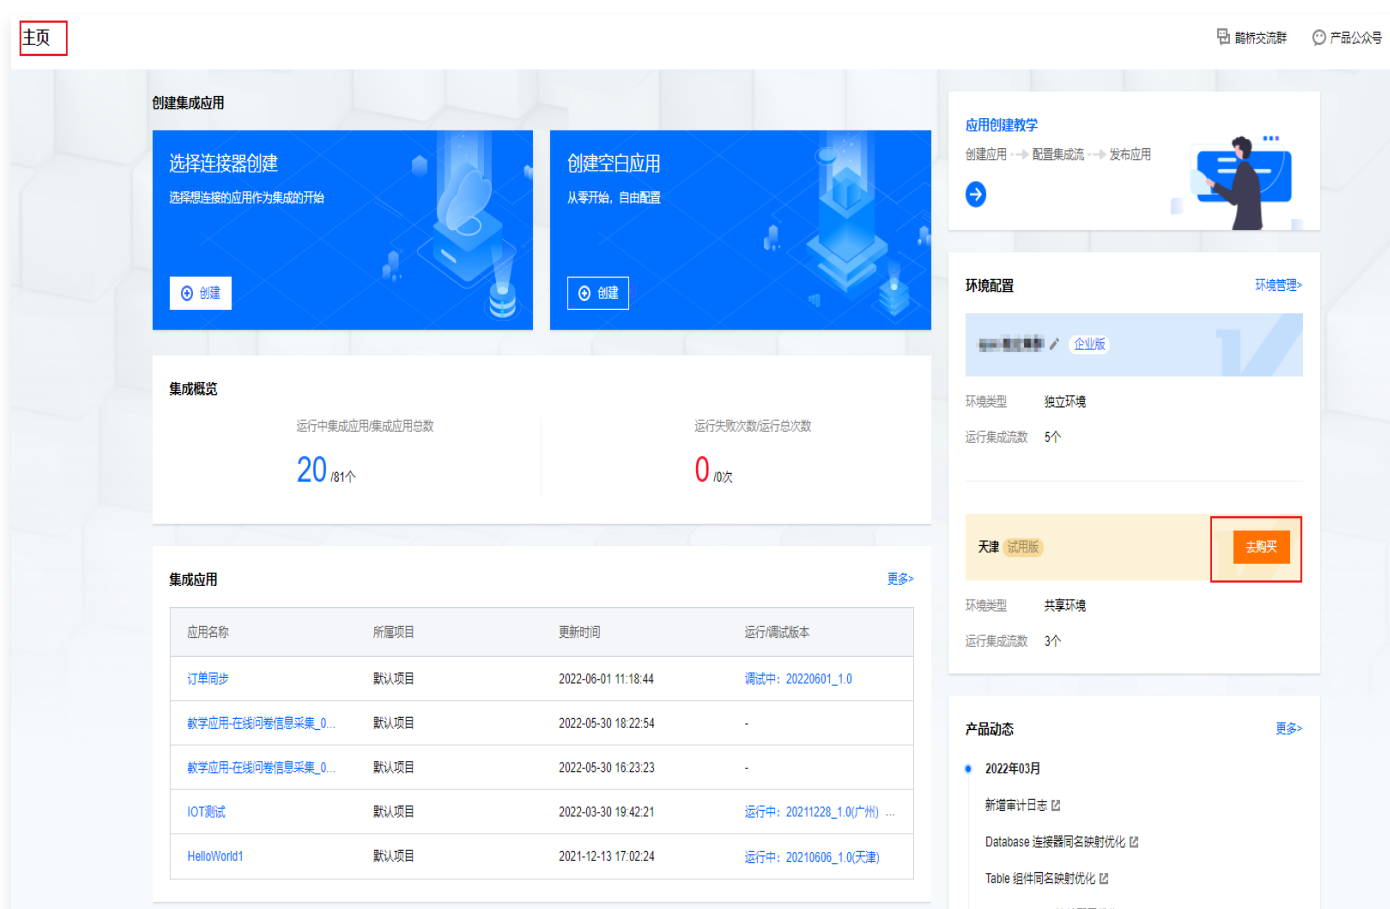 主页
鹊桥交流群
产品公众号
创建集成应用
选择连接器创建
选择想连接的应用作为集成的开始
创建
创建空白应用
从零开始，自由配置
创建
集成概览
运行中集成应用/集成应用总数
20 /81个
运行失败次数/运行总次数
0 /0次
集成应用
更多>
应用名称 所属项目 更新时间 运行/调试版本
订单同步 默认项目 2022-06-01 11:18:44 调试中：20220601_1.0
教学应用-在线问卷信息采集_0... 默认项目 2022-05-30 18:22:54 -
教学应用-在线问卷信息采集_0... 默认项目 2022-05-30 16:23:23 -
IOT测试 默认项目 2022-03-30 19:42:21 运行中：20211228_1.0(广州) ...
HelloWorld1 默认项目 2021-12-13 17:02:24 运行中：20210606_1.0(天津)
应用创建教学
创建应用 配置集成流 发布应用
环境配置
环境管理>
企业版
环境类型 独立环境
运行集成流数 5个
天津 试用版
去购买
环境类型 共享环境
运行集成流数 3个
产品动态
更多>
2022年03月
新增审计日志
Database 连接器同名映射优化
Table 组件同名映射优化